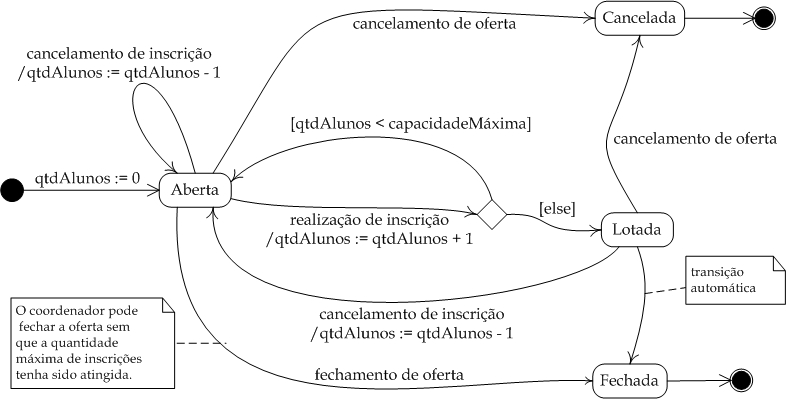 cancelamento de oferta
Cancelada
cancelamento de inscrição
/qtdAlunos := qtdAlunos - 1
[qtdAlunos < capacidadeMáxima]
cancelamento de oferta
qtdAlunos := 0
Aberta
realização de inscrição
/qtdAlunos := qtdAlunos + 1
[else]
Lotada
transição
automática
cancelamento de inscrição
/qtdAlunos := qtdAlunos - 1
O coordenador pode
fechar a oferta sem
que a quantidade
máxima de inscrições
tenha sido atingida.
fechamento de oferta
Fechada